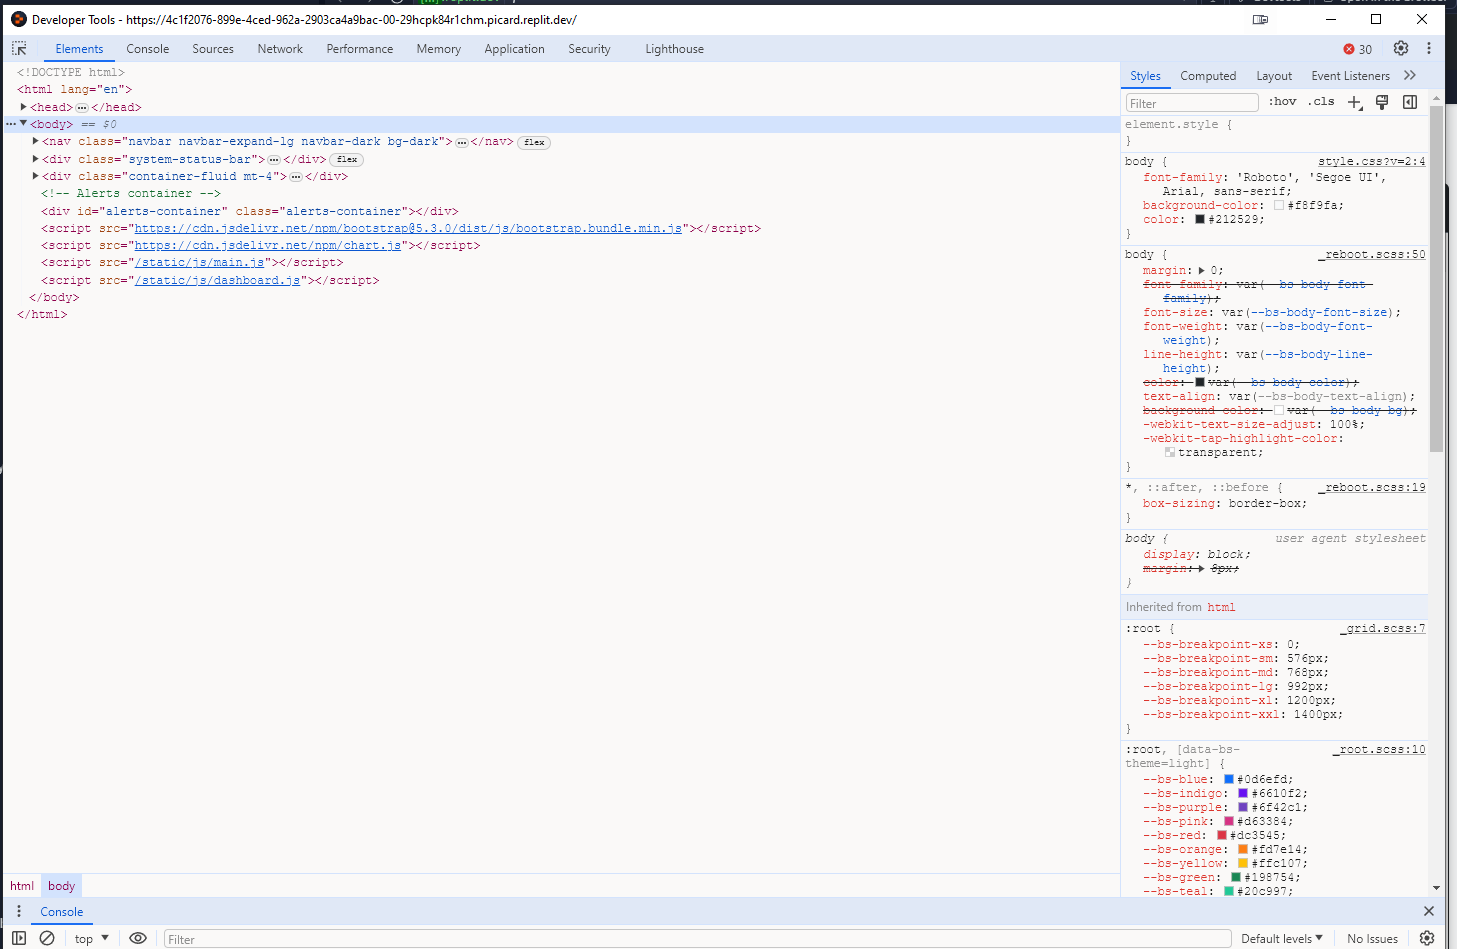 Developer Tools - https://4c1f2076-899e-4ced-962a-2903ca4a9bac-00-29hcpk84r1chm.picard.replit.dev/
Elements Console Sources Network Performance Memory Application Security Lighthouse 30
<!DOCTYPE html>
<html lang="en">
<head> … </head>
<body> == $0
<nav class="navbar navbar-expand-lg navbar-dark bg-dark"> … </nav> flex
<div class="system-status-bar"> … </div> flex
<div class="container-fluid mt-4"> … </div>
<!-- Alerts container -->
<div id="alerts-container" class="alerts-container"></div>
<script src="https://cdn.jsdelivr.net/npm/bootstrap@5.3.0/dist/js/bootstrap.bundle.min.js"></script>
<script src="https://cdn.jsdelivr.net/npm/chart.js"></script>
<script src="/static/js/main.js"></script>
<script src="/static/js/dashboard.js"></script>
</body>
</html>
Styles Computed Layout Event Listeners
Filter :hov .cls
element.style {
}
body { style.css?v=2:4
font-family: 'Roboto', 'Segoe UI',
Arial, sans-serif;
background-color: #f8f9fa;
color: #212529;
}
body { _reboot.scss:50
margin: 0;
font-family: var(--bs-body-font-
family);
font-size: var(--bs-body-font-size);
font-weight: var(--bs-body-font-
weight);
line-height: var(--bs-body-line-
height);
color: var(--bs-body-color);
text-align: var(--bs-body-text-align);
background-color: var(--bs-body-bg);
-webkit-text-size-adjust: 100%;
-webkit-tap-highlight-color:
transparent;
}
*, ::after, ::before { _reboot.scss:19
box-sizing: border-box;
}
body { user agent stylesheet
display: block;
margin: 8px;
}
Inherited from html
:root { _grid.scss:7
--bs-breakpoint-xs: 0;
--bs-breakpoint-sm: 576px;
--bs-breakpoint-md: 768px;
--bs-breakpoint-lg: 992px;
--bs-breakpoint-xl: 1200px;
--bs-breakpoint-xxl: 1400px;
}
:root, [data-bs- _root.scss:10
theme=light] {
--bs-blue: #0d6efd;
--bs-indigo: #6610f2;
--bs-purple: #6f42c1;
--bs-pink: #d63384;
--bs-red: #dc3545;
--bs-orange: #fd7e14;
--bs-yellow: #ffc107;
--bs-green: #198754;
--bs-teal: #20c997;
html body
Console
top Filter Default levels No Issues